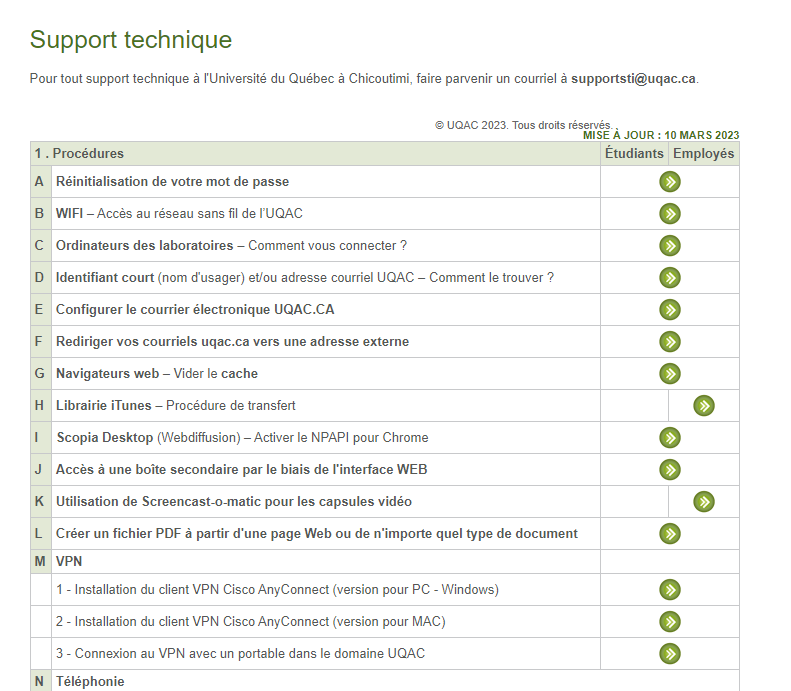 Support technique
Pour tout support technique à l'Université du Québec à Chicoutimi, faire parvenir un courriel à supportsti@uqac.ca.
© UQAC 2023. Tous droits réservés.
MISE À JOUR : 10 MARS 2023
1 . Procédures Étudiants Employés
A Réinitialisation de votre mot de passe
B WIFI – Accès au réseau sans fil de l'UQAC
C Ordinateurs des laboratoires – Comment vous connecter ?
D Identifiant court (nom d'usager) et/ou adresse courriel UQAC – Comment le trouver ?
E Configurer le courrier électronique UQAC.CA
F Rediriger vos courriels uqac.ca vers une adresse externe
G Navigateurs web – Vider le cache
H Librairie iTunes – Procédure de transfert
I Scopia Desktop (Webdiffusion) – Activer le NPAPI pour Chrome
J Accès à une boîte secondaire par le biais de l'interface WEB
K Utilisation de Screencast-o-matic pour les capsules vidéo
L Créer un fichier PDF à partir d'une page Web ou de n'importe quel type de document
M VPN
1 - Installation du client VPN Cisco AnyConnect (version pour PC - Windows)
2 - Installation du client VPN Cisco AnyConnect (version pour MAC)
3 - Connexion au VPN avec un portable dans le domaine UQAC
N Téléphonie